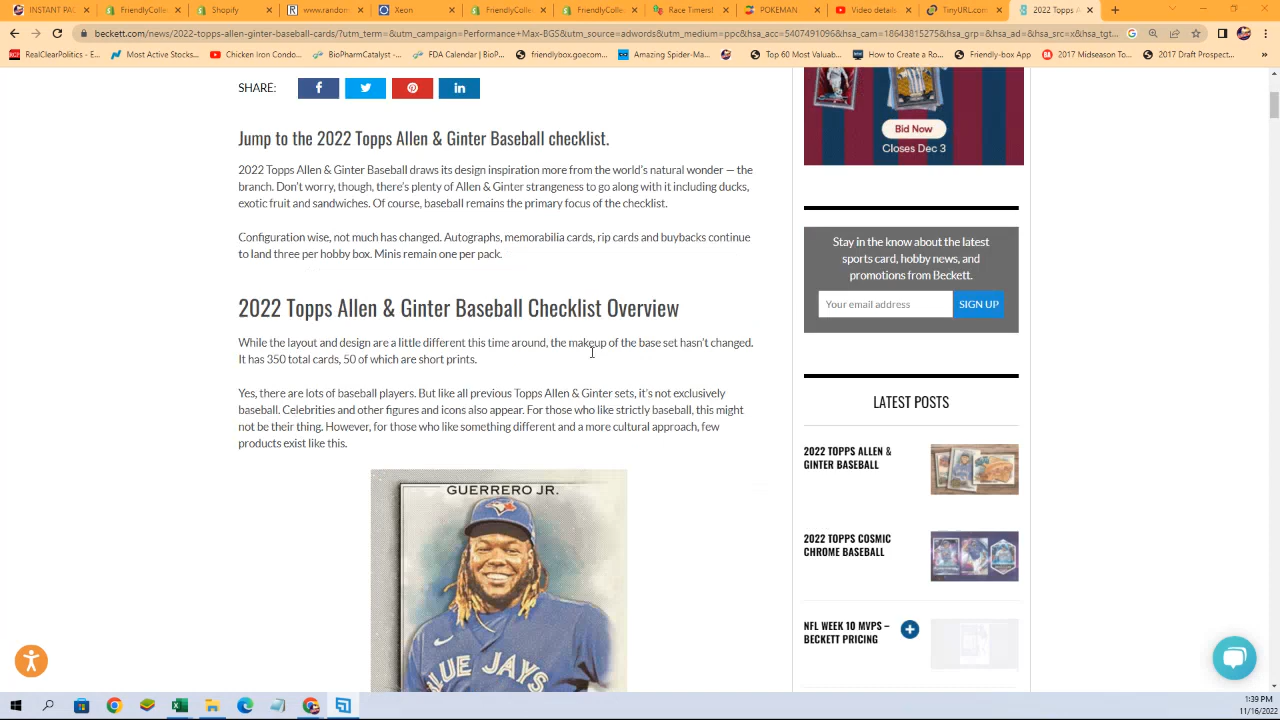 INSTANT PAC
FriendlyCollec
Shopify
www.random
Xeon
FriendlyColle
FriendlyColle
Race Timers!
POKEMAN
Video details
TinyURL.com
2022 Topps A
beckett.com/news/2022-topps-allen-ginter-baseball-cards/?utm_term=&utm_campaign=Performance+Max-BGS&utm_source=adwords&utm_medium=ppc&hsa_acc=5407491096&hsa_cam=18643815275&hsa_grp=&hsa_ad=&hsa_src=x&hsa_tgt...
RealClearPolitics - E...
Most Active Stocks...
Chicken Iron Condo...
BioPharmCatalyst -...
FDA Calendar | BioP...
friendlybox.geocom...
Amazing Spider-Ma...
Top 60 Most Valuab...
How to Create a Ro...
Friendly-box App
2017 Midseason To...
2017 Draft Prospect...
SHARE:
Jump to the 2022 Topps Allen & Ginter Baseball checklist.
2022 Topps Allen & Ginter Baseball draws its design inspiration more from the world's natural wonder — the
branch. Don't worry, though, there's plenty of Allen & Ginter strangeness to go along with it including ducks,
exotic fruit and sandwiches. Of course, baseball remains the primary focus of the checklist.
Configuration wise, not much has changed. Autographs, memorabilia cards, rip cards and buybacks continue
to land three per hobby box. Minis remain one per pack.
2022 Topps Allen & Ginter Baseball Checklist Overview
While the layout and design are a little different this time around, the makeup of the base set hasn't changed.
It has 350 total cards, 50 of which are short prints.
Yes, there are lots of baseball players. But like all previous Topps Allen & Ginter sets, it's not exclusively
baseball. Celebrities and other figures and icons also appear. For those who like strictly baseball, this might
not be their thing. However, for those who like something different and a more cultural approach, few
products exist like this.
GUERRERO JR.
BLUE JAYS
Bid Now
Closes Dec 3
Stay in the know about the latest
sports card, hobby news, and
promotions from Beckett.
Your email address
SIGN UP
LATEST POSTS
2022 TOPPS ALLEN &
GINTER BASEBALL
2022 TOPPS COSMIC
CHROME BASEBALL
NFL WEEK 10 MVPS –
BECKETT PRICING
1:39 PM
11/16/2022